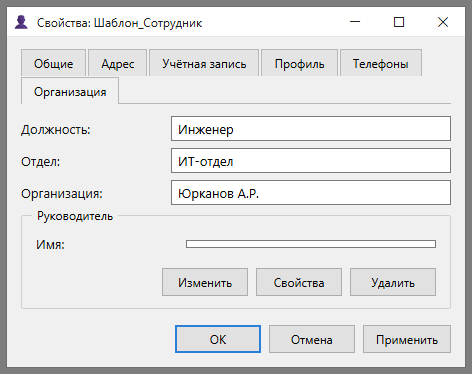 Свойства: Шаблон_Сотрудник
Общие Адрес Учётная запись Профиль Телефоны
Организация
Должность: Инженер
Отдел: ИТ-отдел
Организация: Юрканов А.Р.
Руководитель
Имя:
Изменить Свойства Удалить
ОК Отмена Применить